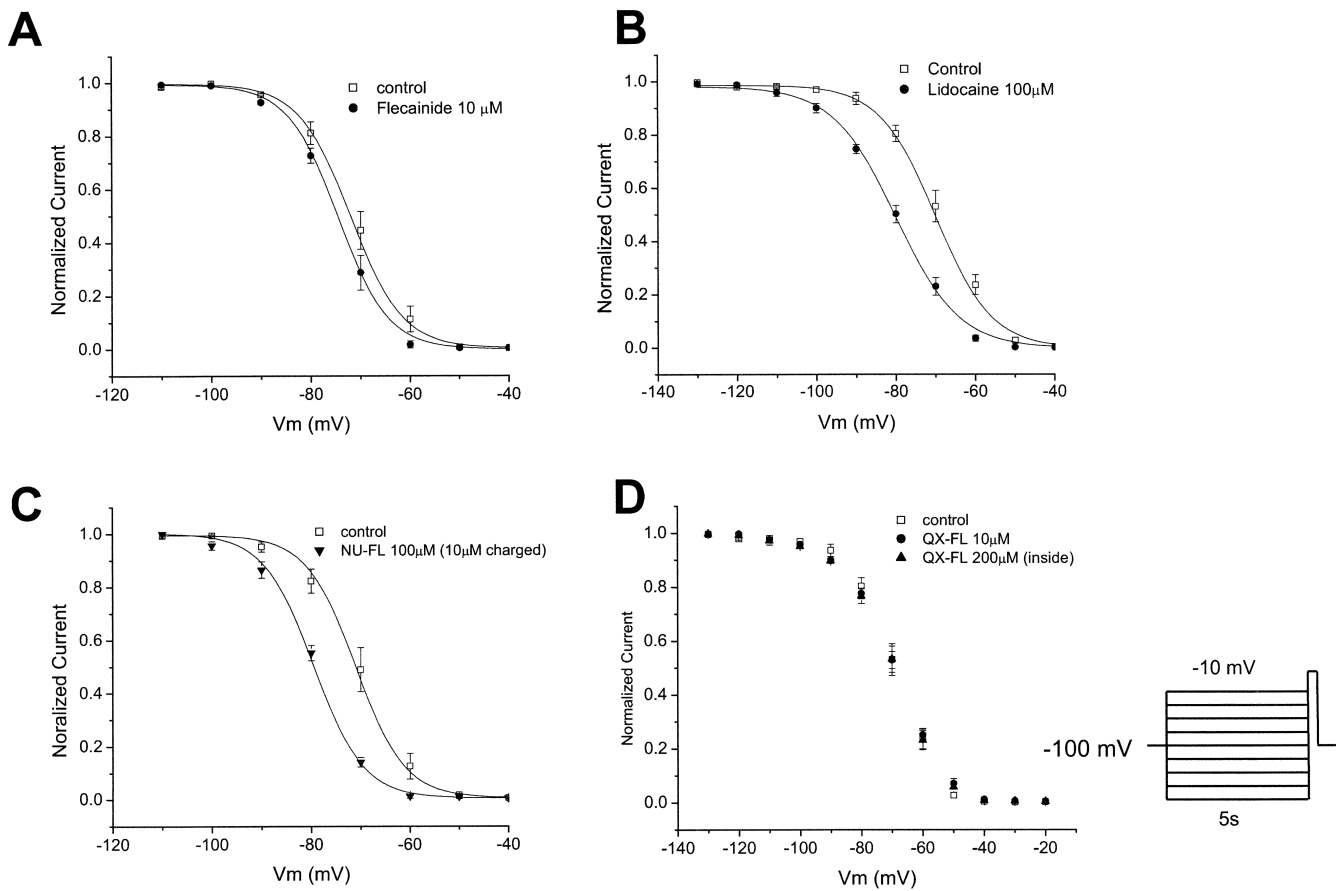 A
control
Flecainide 10 μM
Normalized Current
1.0
0.8
0.6
0.4
0.2
0.0
-120 -100 -80 -60 -40
Vm (mV)
B
Control
Lidocaine 100μM
Normalized Current
1.0
0.8
0.6
0.4
0.2
0.0
-140 -120 -100 -80 -60 -40
Vm (mV)
C
control
NU-FL 100μM (10μM charged)
Noralized Current
1.0
0.8
0.6
0.4
0.2
0.0
-120 -100 -80 -60 -40
Vm (mV)
D
control
QX-FL 10μM
QX-FL 200μM (inside)
Normalized Current
1.0
0.8
0.6
0.4
0.2
0.0
-140 -120 -100 -80 -60 -40 -20
Vm (mV)
-10 mV
-100 mV
5s